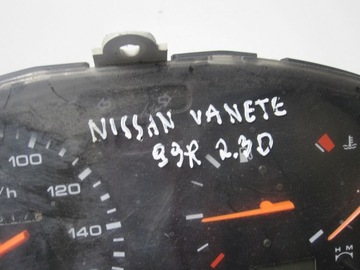 NISSAN VANETE
99R 2.3D
100
120
/h
140
H M